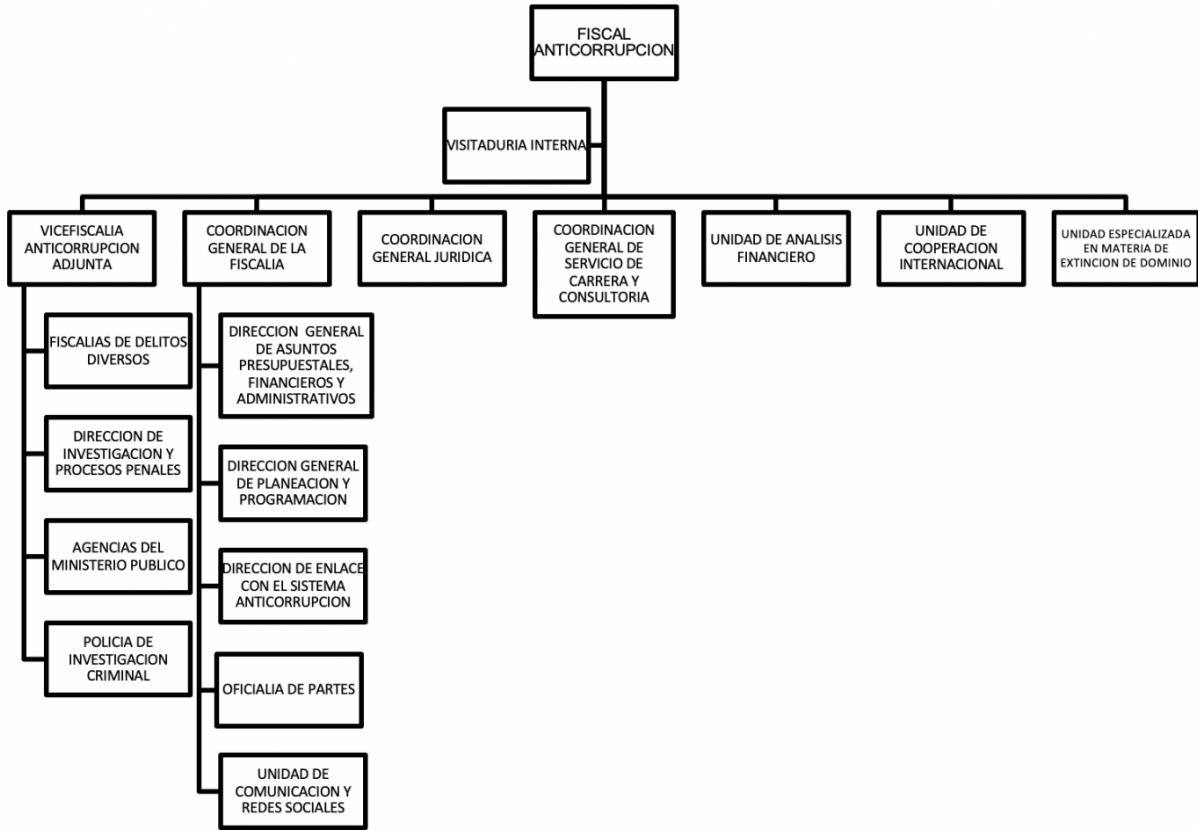 FISCAL
ANTICORRUPCION
VISITADURIA INTERNA
VICEFISCALIA
ANTICORRUPCION
ADJUNTA
COORDINACION
GENERAL DE LA
FISCALIA
COORDINACION
GENERAL JURIDICA
COORDINACION
GENERAL DE
SERVICIO DE
CARRERA Y
CONSULTORIA
UNIDAD DE ANALISIS
FINANCIERO
UNIDAD DE
COOPERACION
INTERNACIONAL
UNIDAD ESPECIALIZADA
EN MATERIA DE
EXTINCION DE DOMINIO
FISCALIAS DE DELITOS
DIVERSOS
DIRECCION DE
INVESTIGACION Y
PROCESOS PENALES
AGENCIAS DEL
MINISTERIO PUBLICO
POLICIA DE
INVESTIGACION
CRIMINAL
DIRECCION GENERAL
DE ASUNTOS
PRESUPUESTALES,
FINANCIEROS Y
ADMINISTRATIVOS
DIRECCION GENERAL
DE PLANEACION Y
PROGRAMACION
DIRECCION DE ENLACE
CON EL SISTEMA
ANTICORRUPCION
OFICIALIA DE PARTES
UNIDAD DE
COMUNICACION Y
REDES SOCIALES